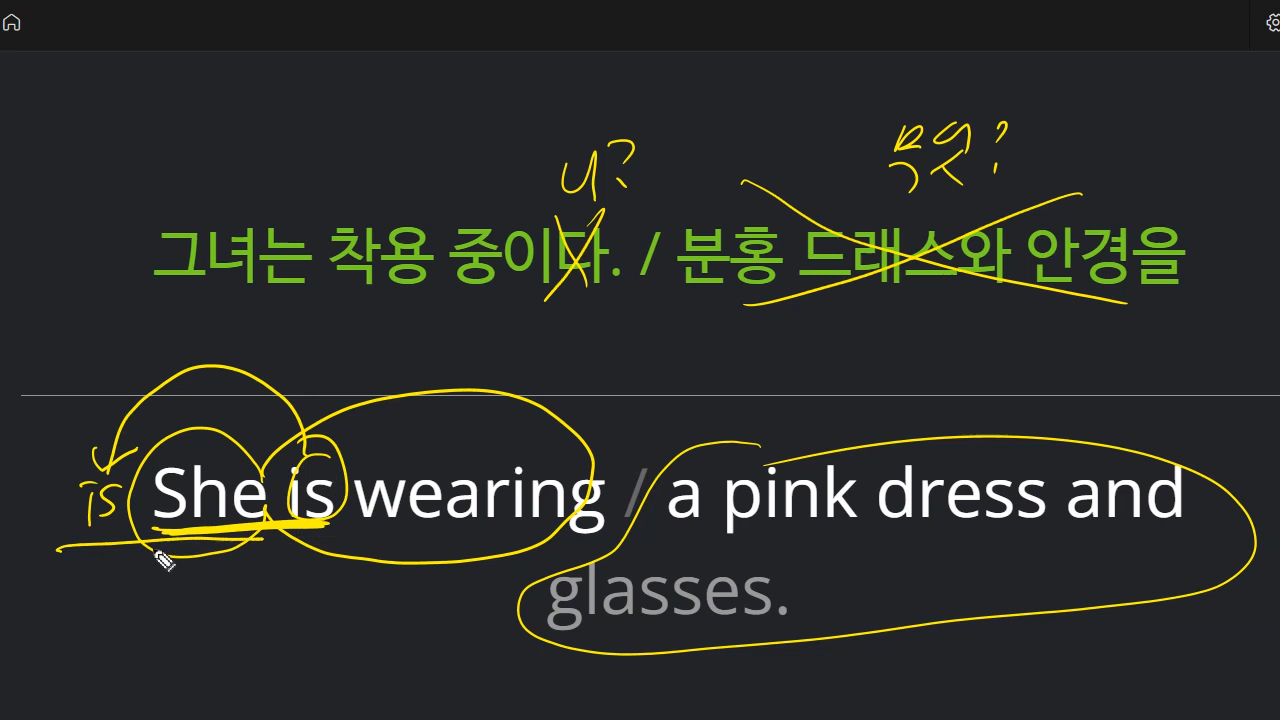 니?
그녀는 착용 중이다. / 분홍 드레스와 안경을
is She is wearing / a pink dress and
glasses.